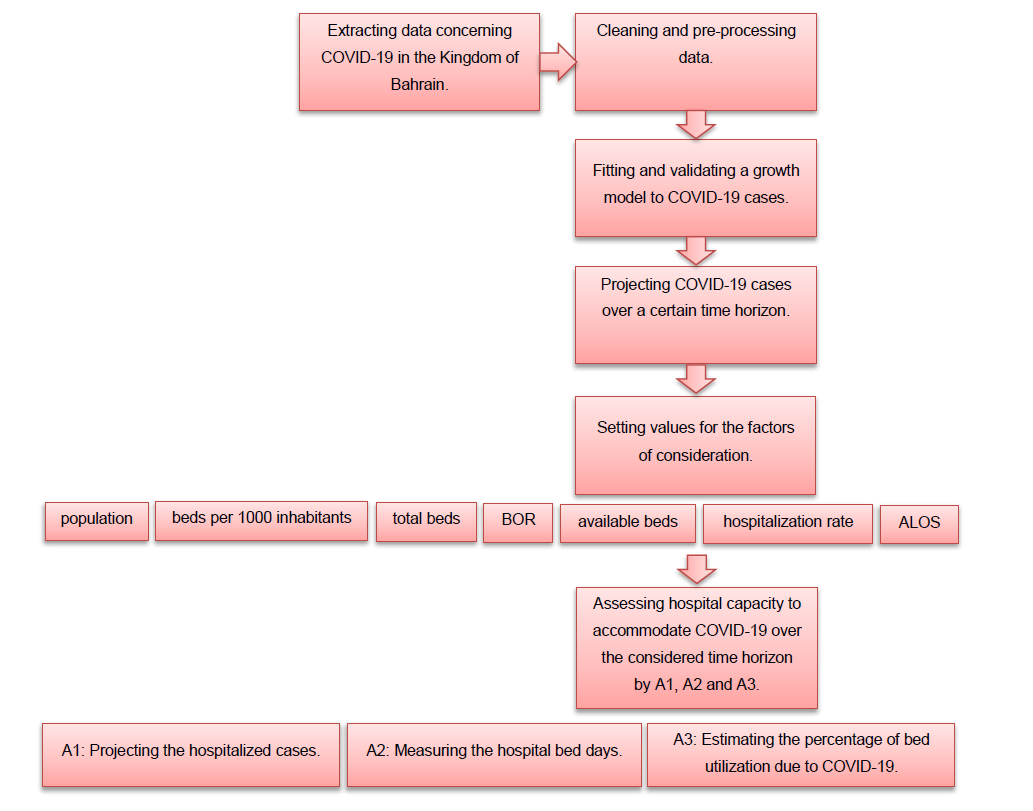 Extracting data concerning
COVID-19 in the Kingdom of
Bahrain.
Cleaning and pre-processing
data.
Fitting and validating a growth
model to COVID-19 cases.
Projecting COVID-19 cases
over a certain time horizon.
Setting values for the factors
of consideration.
population
beds per 1000 inhabitants
total beds
BOR
available beds
hospitalization rate
ALOS
Assessing hospital capacity to
accommodate COVID-19 over
the considered time horizon
by A1, A2 and A3.
A1: Projecting the hospitalized cases.
A2: Measuring the hospital bed days.
A3: Estimating the percentage of bed
utilization due to COVID-19.